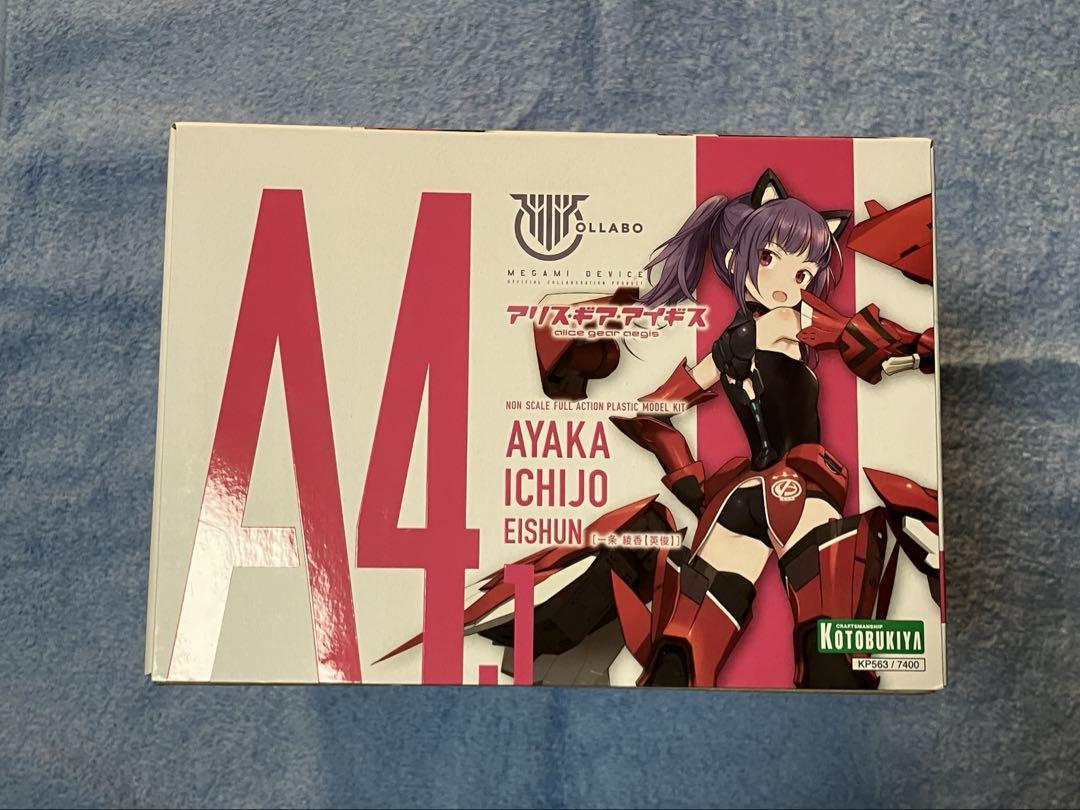 A4.1
OLLABO
MEGAMI DEVICE
OFFICIAL COLLABORATION PRODUCT
アリス・ギア・アイギス
alice gear aegis
NON SCALE FULL ACTION PLASTIC MODEL KIT
AYAKA
ICHIJO
EISHUN
[一条 綾香【英俊】]
CRAFTSMANSHIP
KOTOBUKIYA
KP563 / 7400